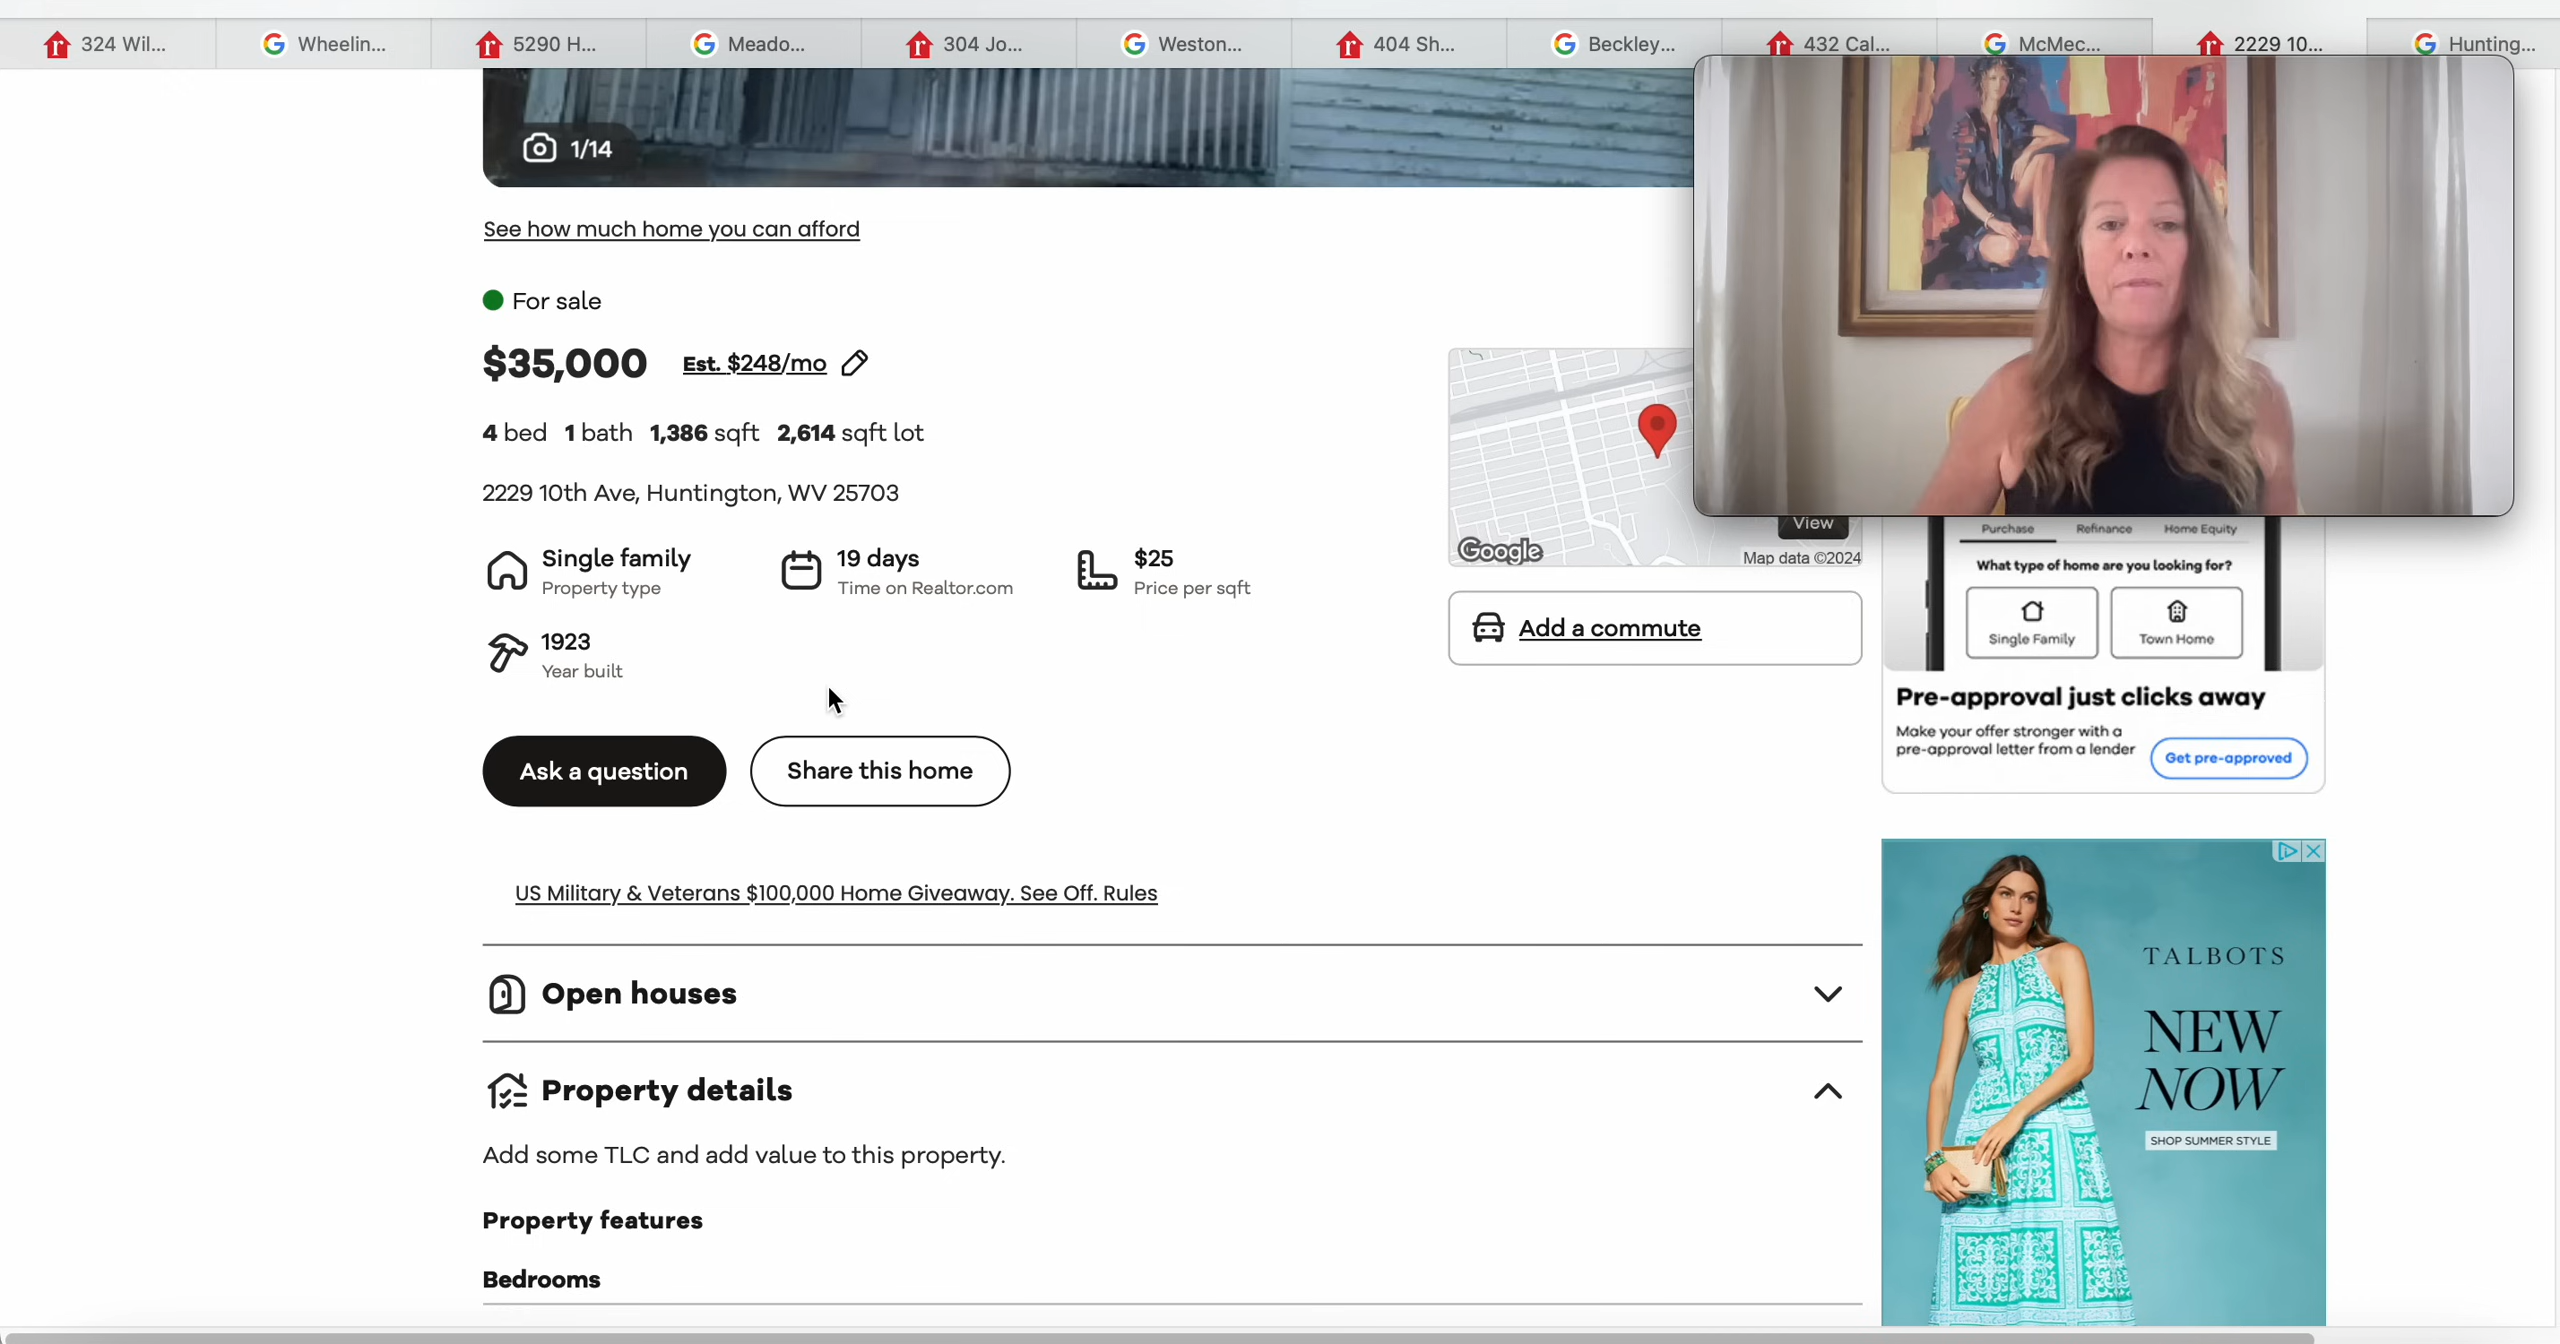 324 Wil...
Wheelin...
5290 H...
Meado...
304 Jo...
Weston...
404 Sh...
Beckley...
432 Cal...
McMec...
2229 10...
Hunting...
1/14
See how much home you can afford
For sale
$35,000 Est. $248/mo
4 bed 1 bath 1,386 sqft 2,614 sqft lot
2229 10th Ave, Huntington, WV 25703
Single family
Property type
19 days
Time on Realtor.com
$25
Price per sqft
1923
Year built
Ask a question
Share this home
US Military & Veterans $100,000 Home Giveaway. See Off. Rules
Open houses
Property details
Add some TLC and add value to this property.
Property features
Bedrooms
View
Google
Map data ©2024
Add a commute
Purchase Refinance Home Equity
What type of home are you looking for?
Single Family
Town Home
Pre-approval just clicks away
Make your offer stronger with a
pre-approval letter from a lender
Get pre-approved
TALBOTS
NEW
NOW
SHOP SUMMER STYLE